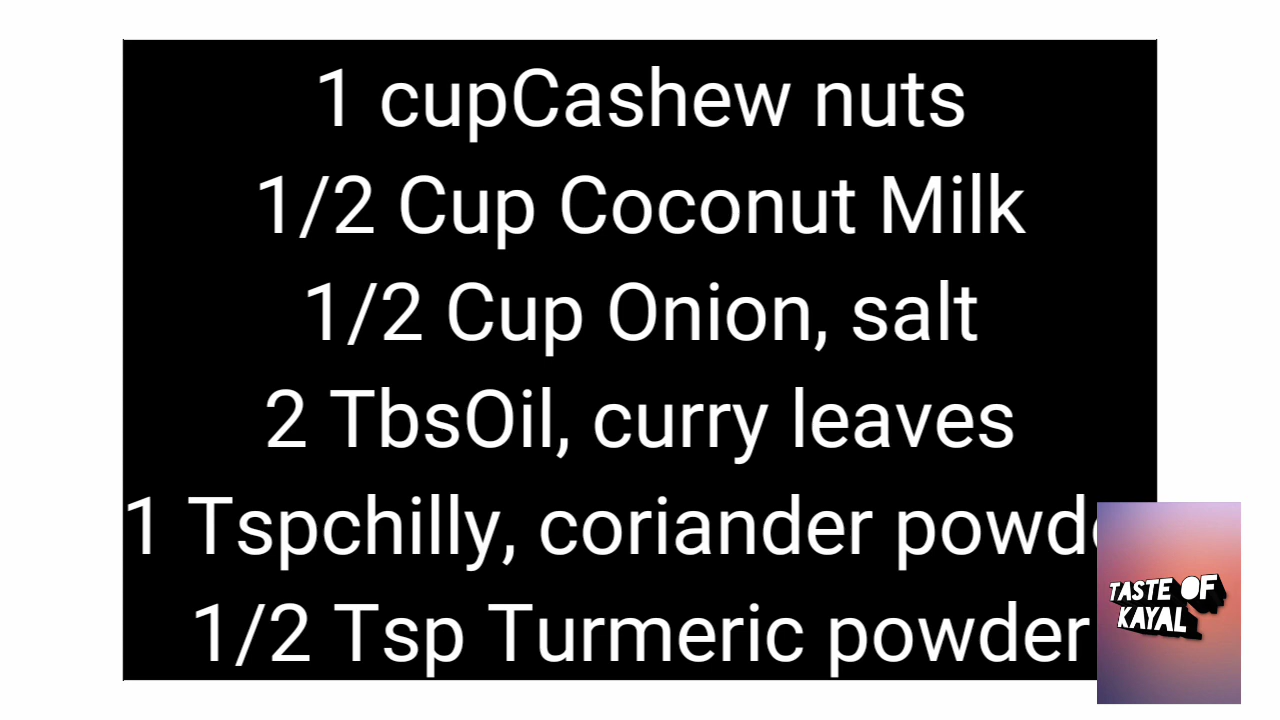 1 cupCashew nuts
1/2 Cup Coconut Milk
1/2 Cup Onion, salt
2 TbsOil, curry leaves
1 Tspchilly, coriander
1/2 Tsp Turmeric powder
TASTE OF
KAYAL